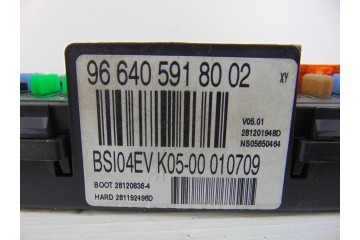 96 640 591 80 02
XY
V05.01
281201948D
NS05650464
BSI04EV K05-00 010709
BOOT 28120836-4
HARD 281192496D